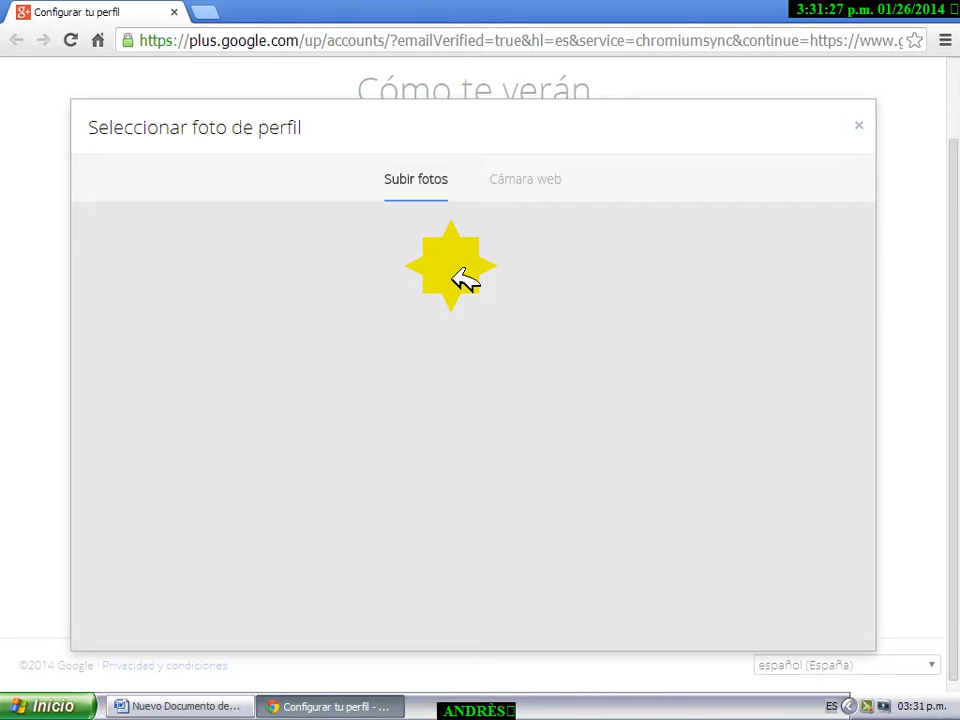 Configurar tu perfil
3:31:27 p.m. 01/26/2014
https://plus.google.com/up/accounts/?emailVerified=true&hl=es&service=chromiumsync&continue=https://www.g
Cómo te verán
Seleccionar foto de perfil
Subir fotos Cámara web
©2014 Google · Privacidad y condiciones
español (España)
Inicio
Nuevo Documento de...
Configurar tu perfil - ...
ANDRÈS
ES
03:31 p.m.